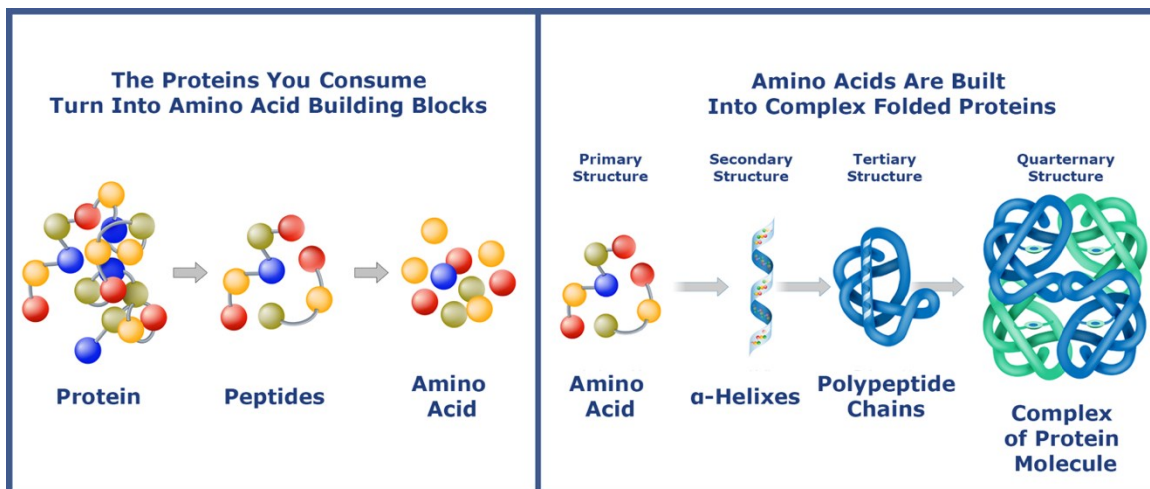 The Proteins You Consume
Turn Into Amino Acid Building Blocks
Protein
Peptides
Amino
Acid
Amino Acids Are Built
Into Complex Folded Proteins
Primary
Structure
Secondary
Structure
Tertiary
Structure
Quarternary
Structure
Amino
Acid
α-Helixes
Polypeptide
Chains
Complex
of Protein
Molecule